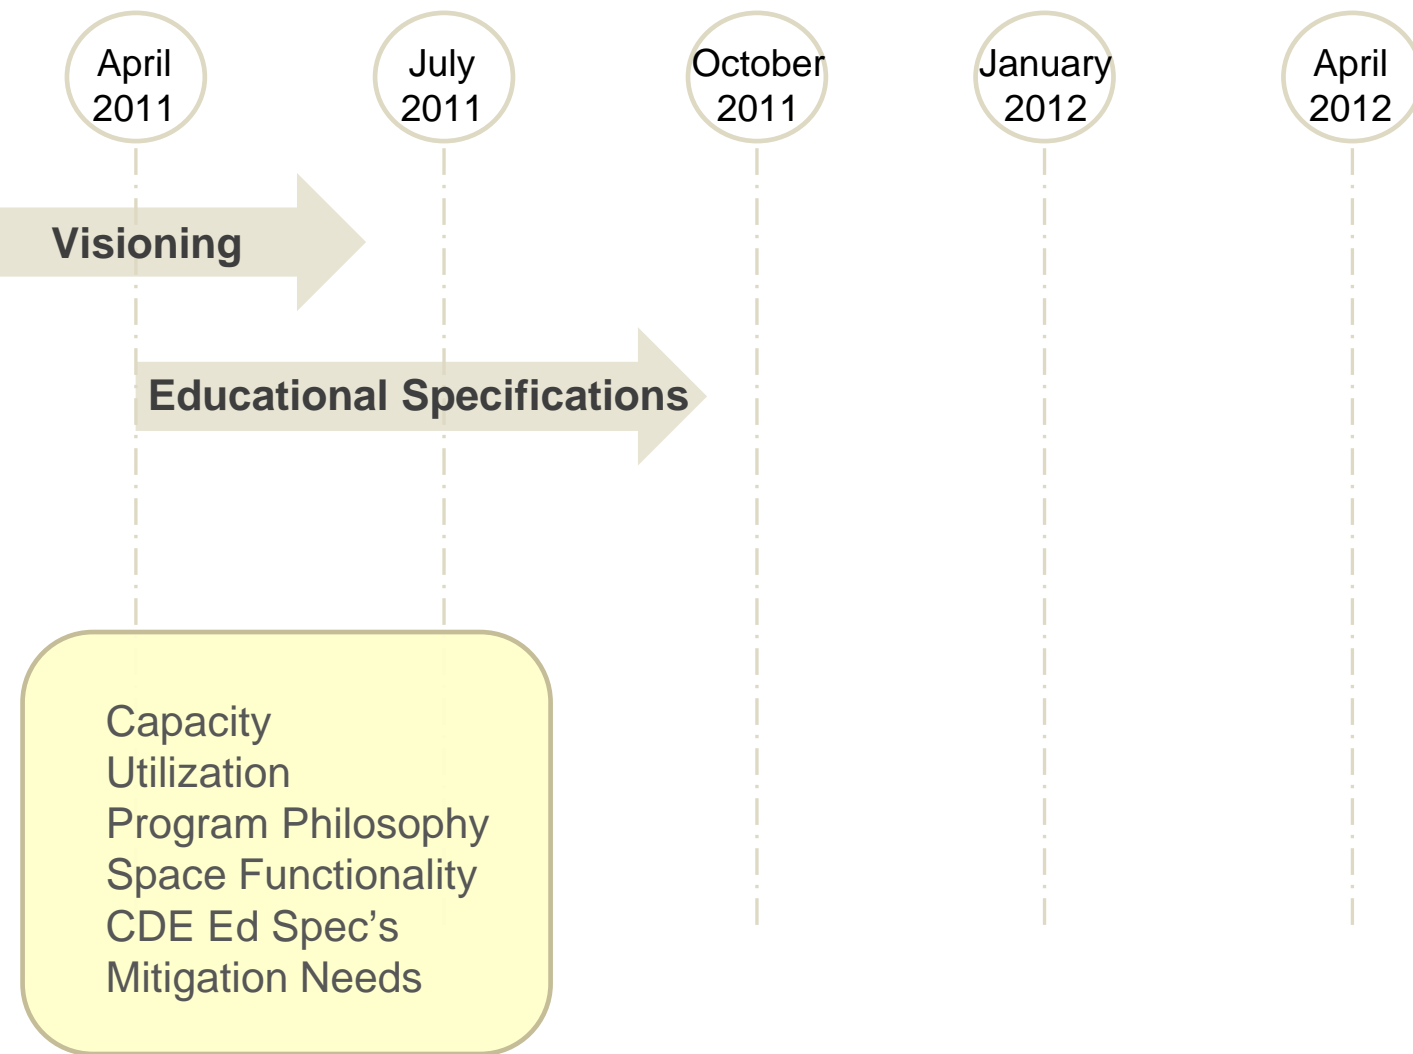 April
2011
July
2011
October
2011
January
2012
April
2012
Visioning
Educational Specifications
Capacity
Utilization
Program Philosophy
Space Functionality
CDE Ed Spec’s
Mitigation Needs